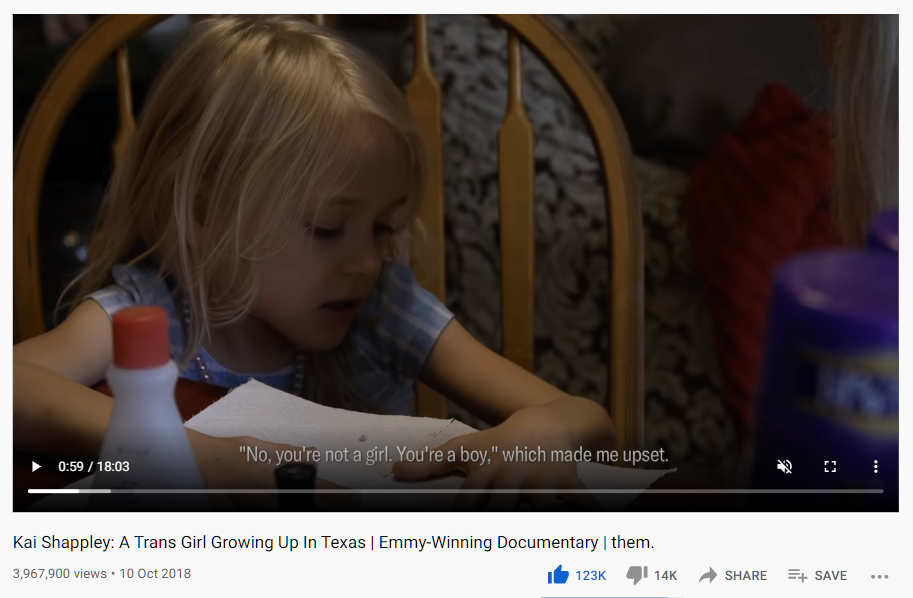 "No, you're not a girl. You're a boy," which made me upset.
0:59 / 18:03
Kai Shappley: A Trans Girl Growing Up In Texas | Emmy-Winning Documentary | them.
3,967,900 views • 10 Oct 2018
123K
14K
SHARE
SAVE